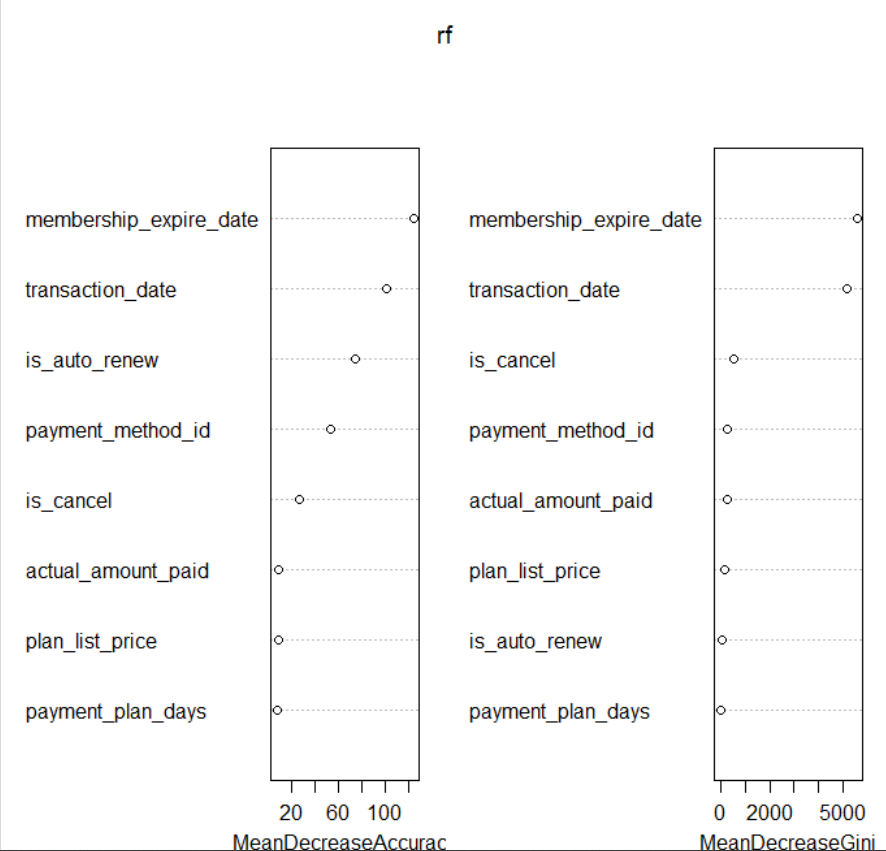 rf
membership_expire_date
transaction_date
is_auto_renew
payment_method_id
is_cancel
actual_amount_paid
plan_list_price
payment_plan_days
20 60 100
MeanDecreaseAccurac
membership_expire_date
transaction_date
is_cancel
payment_method_id
actual_amount_paid
plan_list_price
is_auto_renew
payment_plan_days
0 2000 5000
MeanDecreaseGini